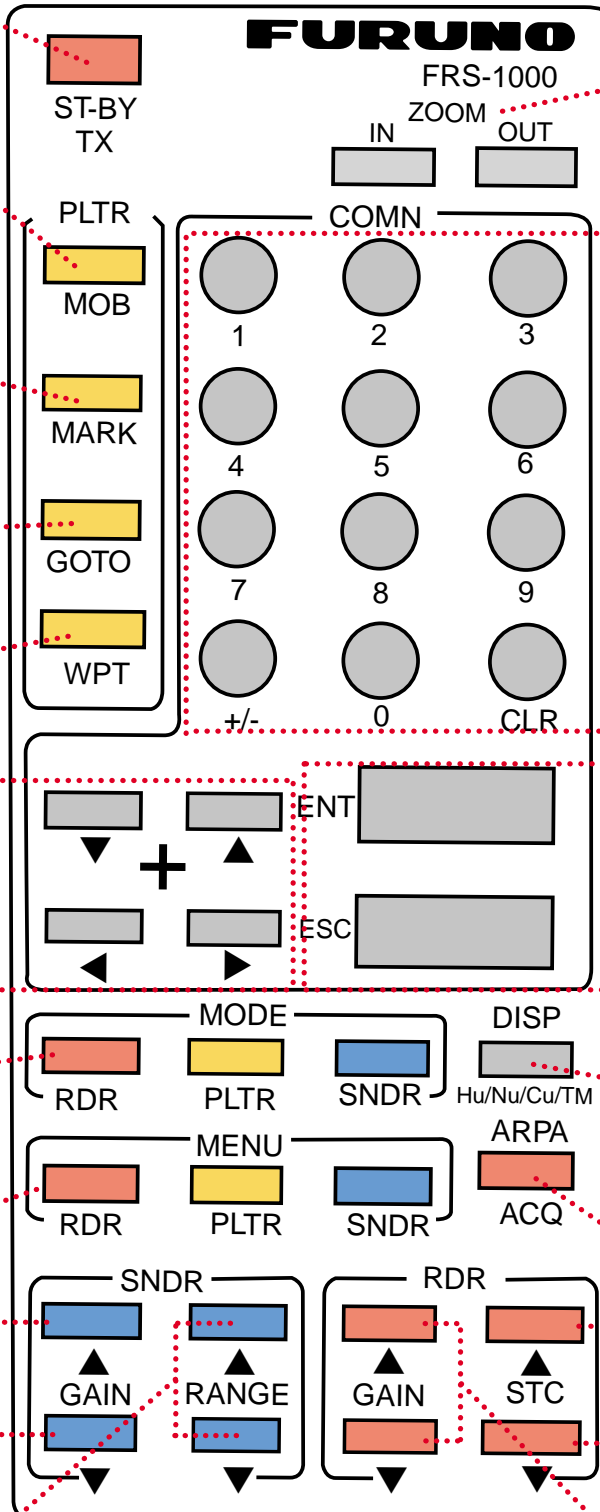 FURUNO
FRS-1000
ST-BY
TX
ZOOM
IN OUT
PLTR
COMN
MOB
1 2 3
MARK
4 5 6
GOTO
7 8 9
WPT
+/- 0 CLR
ENT
ESC
MODE
DISP
RDR PLTR SNDR
Hu/Nu/Cu/TM
MENU
ARPA
RDR PLTR SNDR
ACQ
SNDR
RDR
GAIN RANGE
GAIN STC